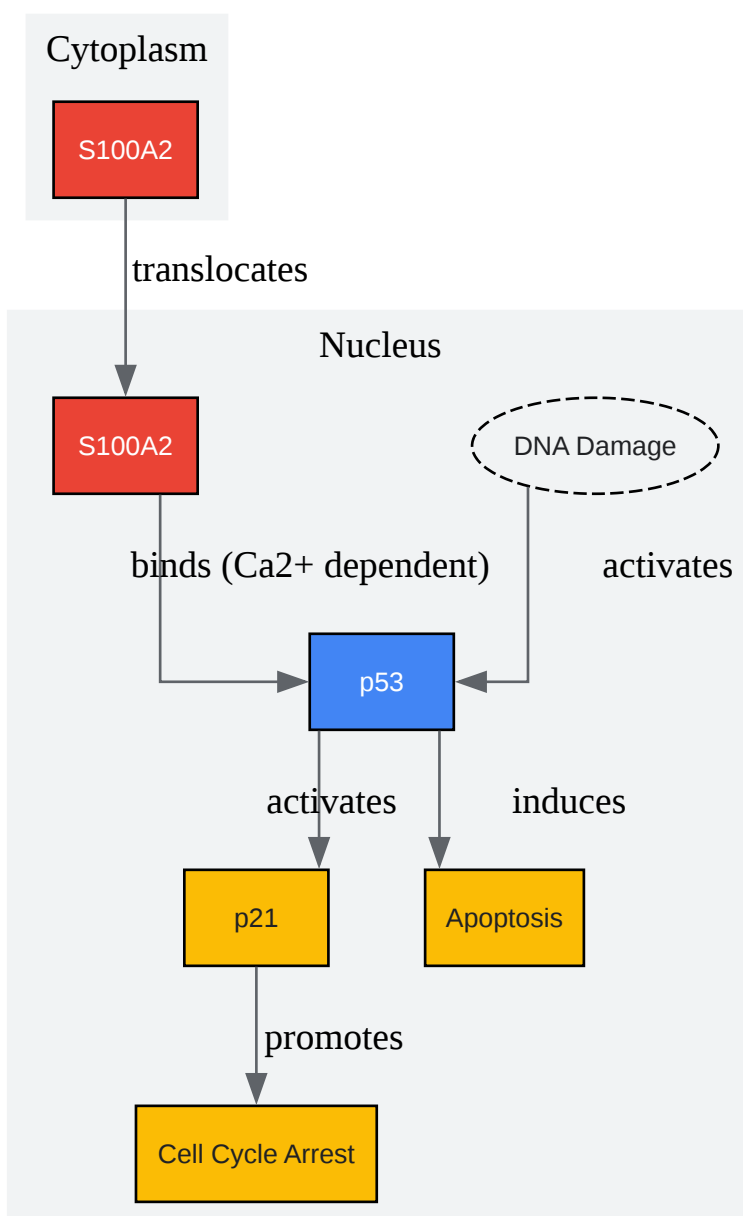 Cytoplasm
S100A2
translocates
Nucleus
S100A2
DNA Damage
binds (Ca2+ dependent)
activates
p53
activates
induces
p21
Apoptosis
promotes
Cell Cycle Arrest